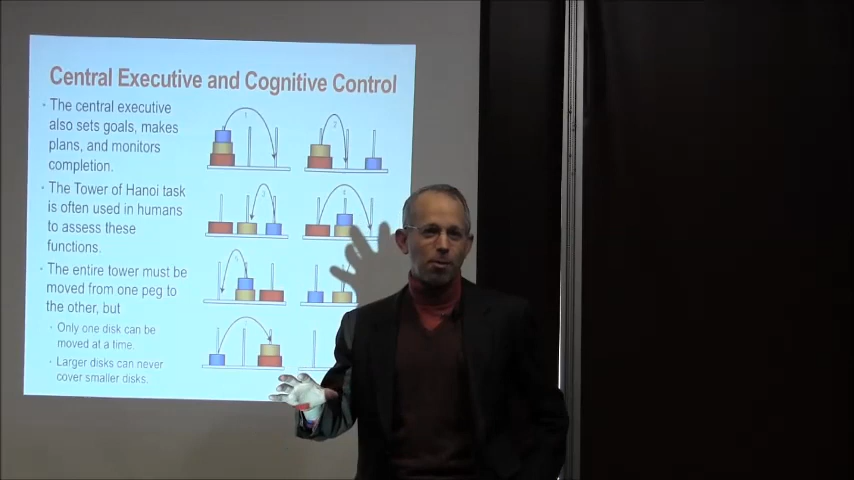 Central Executive and Cognitive Control
• The central executive
also sets goals, makes
plans, and monitors
completion.
• The Tower of Hanoi task
is often used in humans
to assess these
functions.
• The entire tower must be
moved from one peg to
the other, but
• Only one disk can be
moved at a time.
• Larger disks can never
cover smaller disks.
1
2
3